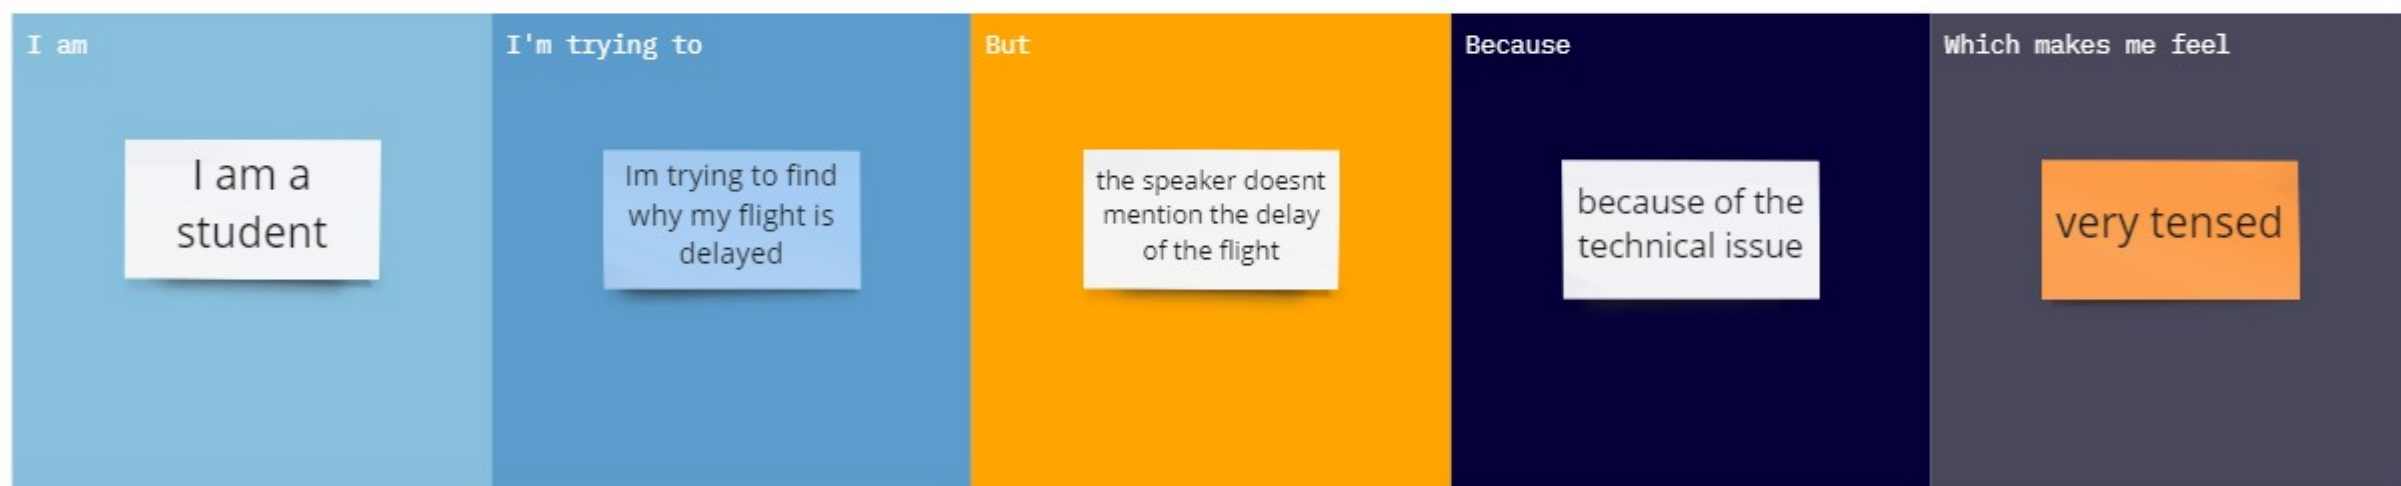 I am
I am a
student
I'm trying to
Im trying to find
why my flight is
delayed
But
the speaker doesnt
mention the delay
of the flight
Because
because of the
technical issue
Which makes me feel
very tensed